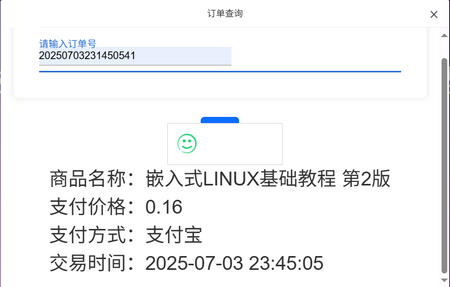 订单查询
请输入订单号
20250703231450541
商品名称：嵌入式LINUX基础教程 第2版
支付价格：0.16
支付方式：支付宝
交易时间：2025-07-03 23:45:05